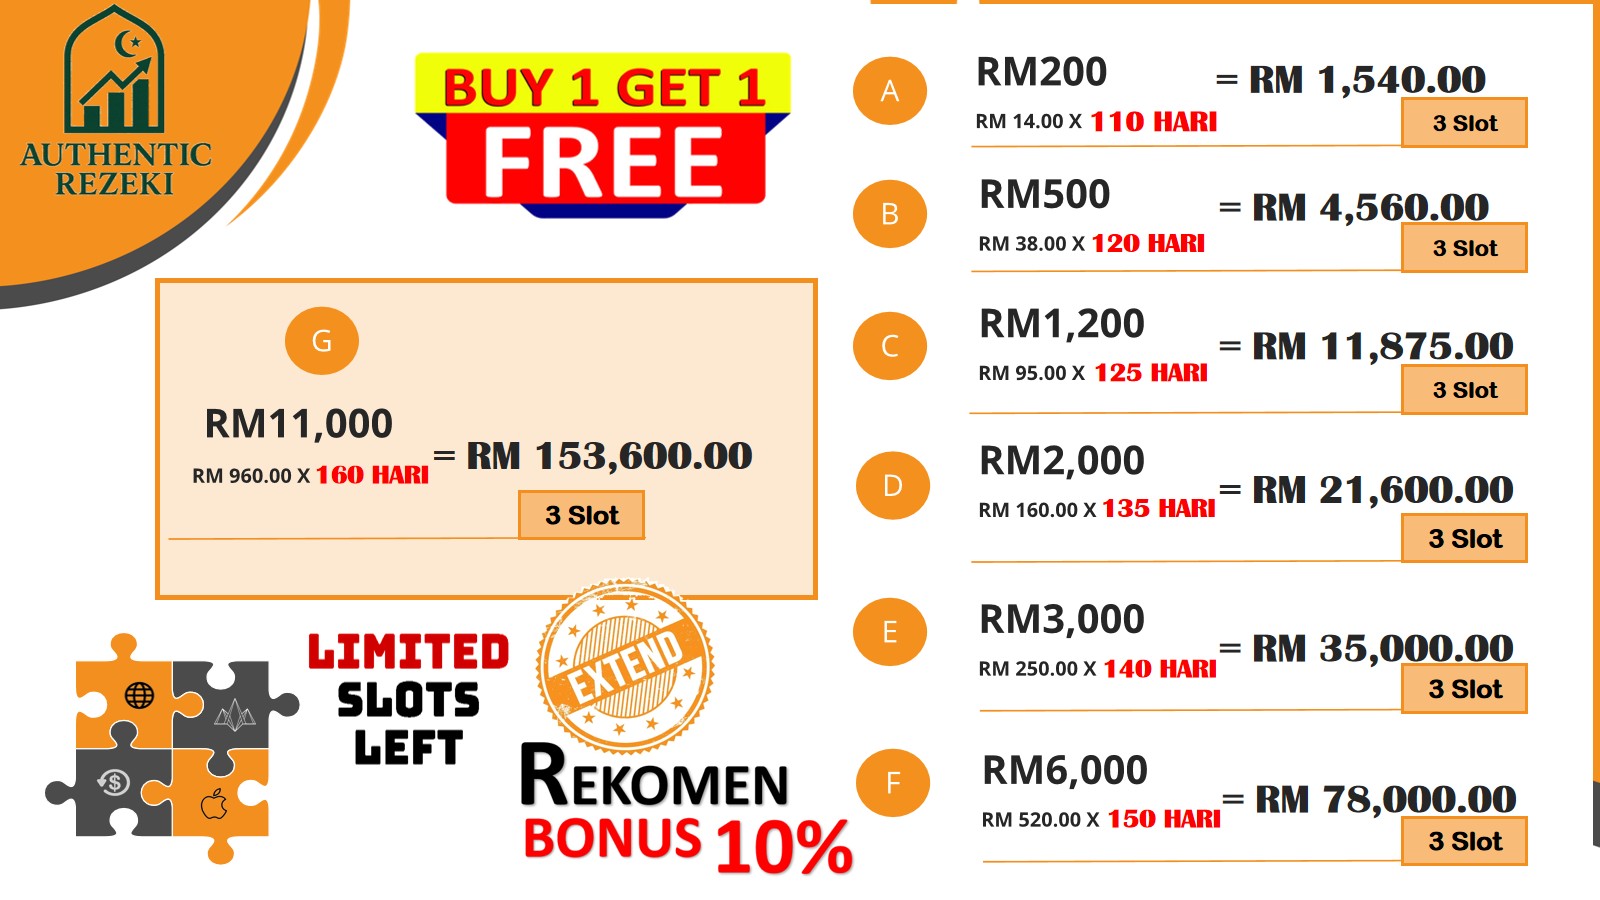 AUTHENTIC
REZEKI
BUY 1 GET 1
FREE
G
RM11,000
RM 960.00 X 160 HARI
= RM 153,600.00
3 Slot
LIMITED
SLOTS
LEFT
EXTEND
REKOMEN
BONUS 10%
A
RM200
RM 14.00 X 110 HARI
= RM 1,540.00
3 Slot
B
RM500
RM 38.00 X 120 HARI
= RM 4,560.00
3 Slot
C
RM1,200
RM 95.00 X 125 HARI
= RM 11,875.00
3 Slot
D
RM2,000
RM 160.00 X 135 HARI
= RM 21,600.00
3 Slot
E
RM3,000
RM 250.00 X 140 HARI
= RM 35,000.00
3 Slot
F
RM6,000
RM 520.00 X 150 HARI
= RM 78,000.00
3 Slot